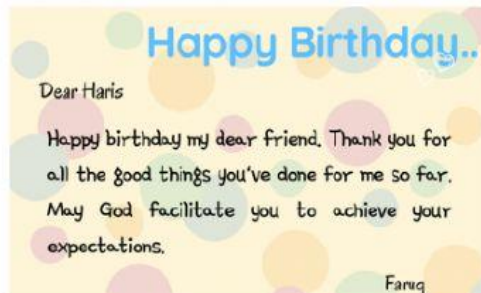 Happy Birthday..
Dear Haris
Happy birthday my dear friend. Thank you for
all the good things you've done for me so far.
May God facilitate you to achieve your
expectations.
Faruq